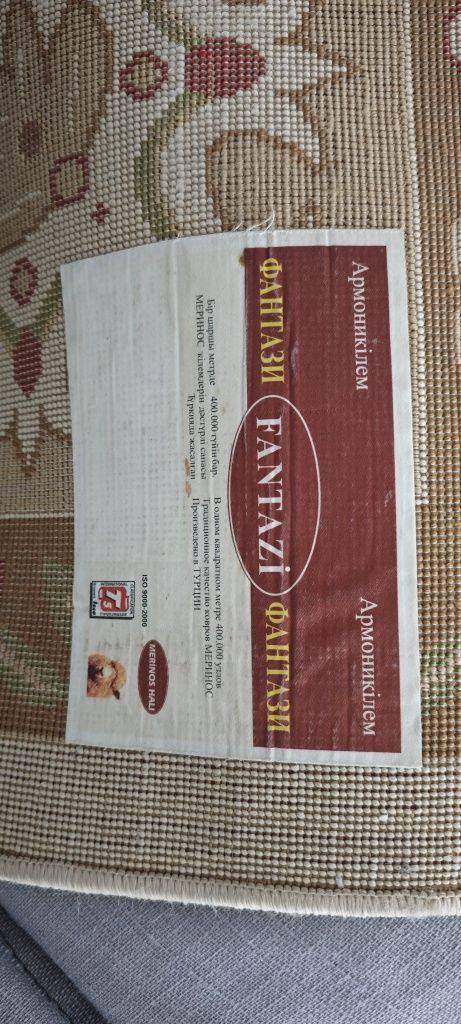 Армоникілем Армоникілем
ФАНТАЗИ FANTAZİ ФАНТАЗИ
Бір шаршы метрде 400.000 түйін бар.
МЕРИНОС кілемдерін дәстүрлі сапасы
Түркияда жасалған
В одном квадратном метре 400.000 узлов
Традиционное качество ковров МЕРИНОС
Произведено в ТУРЦИИ
ISO 9000-2000
MERINOS HALI